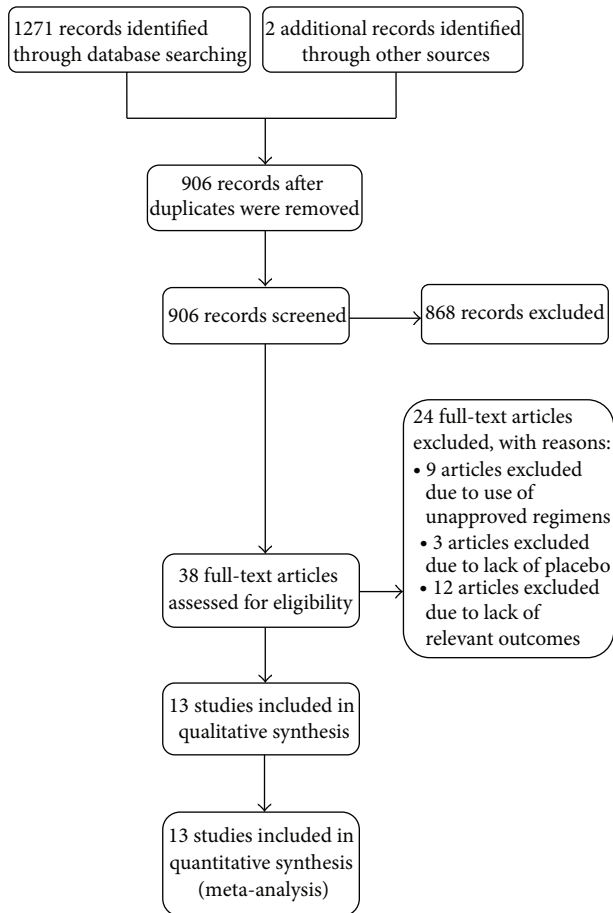 1271 records identified
through database searching
2 additional records identified
through other sources
906 records after
duplicates were removed
906 records screened
868 records excluded
24 full-text articles
excluded, with reasons:
• 9 articles excluded
due to use of
unapproved regimens
• 3 articles excluded
due to lack of placebo
• 12 articles excluded
due to lack of
relevant outcomes
38 full-text articles
assessed for eligibility
13 studies included in
qualitative synthesis
13 studies included in
quantitative synthesis
(meta-analysis)